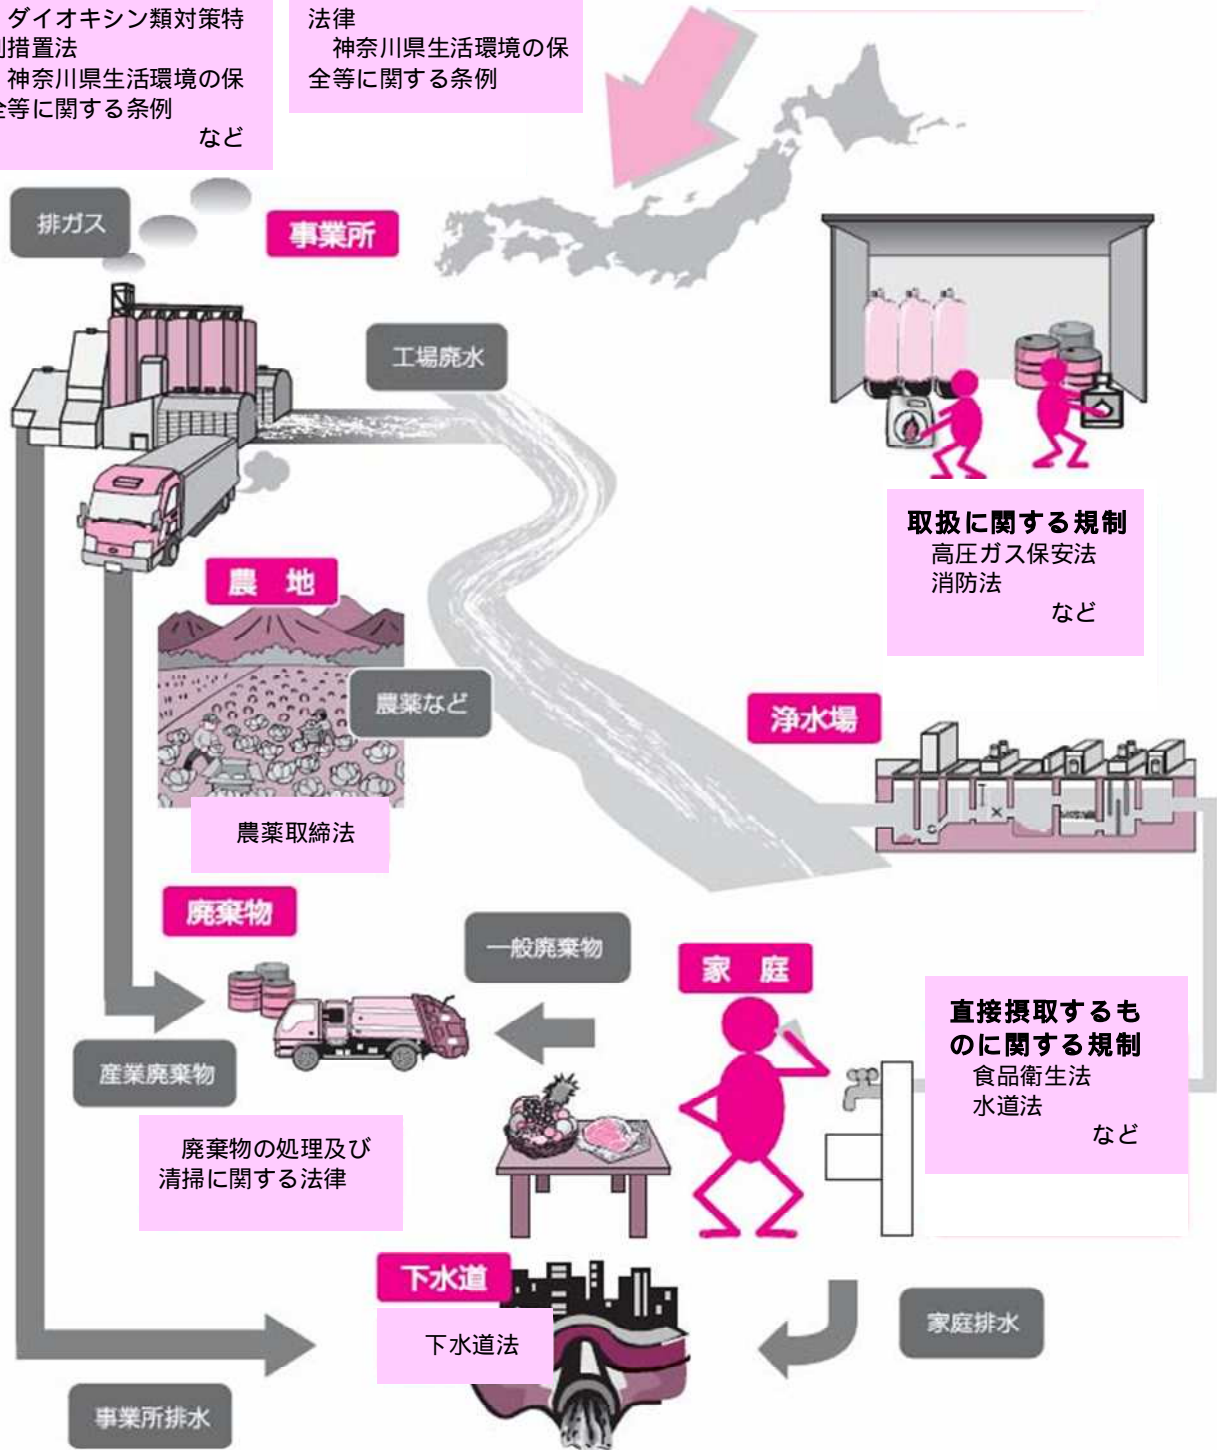 ダイオキシン類対策特
別措置法
神奈川県生活環境の保
全等に関する条例
など
法律
神奈川県生活環境の保
全等に関する条例
排ガス
事業所
工場廃水
取扱に関する規制
高圧ガス保安法
消防法
など
農 地
農薬など
農薬取締法
浄水場
廃棄物
一般廃棄物
家 庭
直接摂取するも
のに関する規制
食品衛生法
水道法
など
産業廃棄物
廃棄物の処理及び
清掃に関する法律
下水道
下水道法
家庭排水
事業所排水